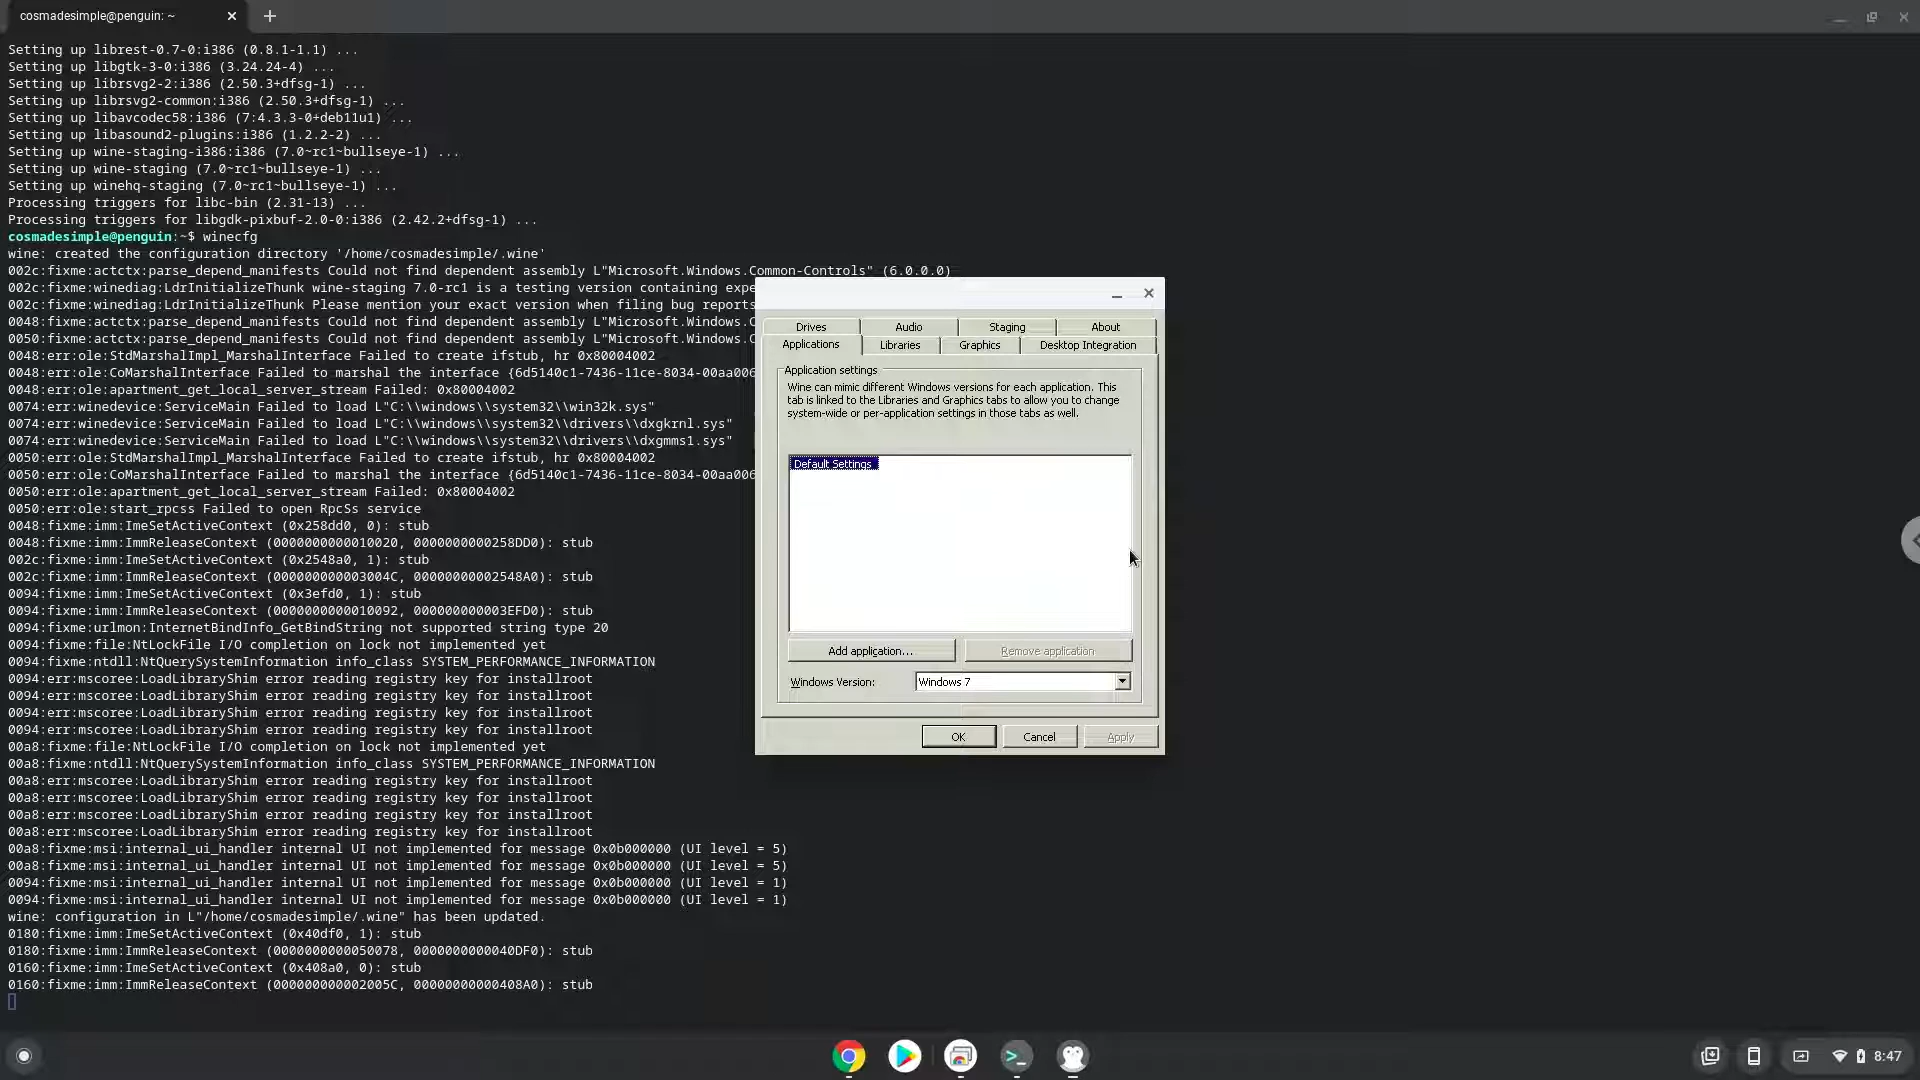 cosmadesimple@penguin: ~
Setting up librest-0.7-0:i386 (0.8.1-1.1) ...
Setting up libgtk-3-0:i386 (3.24.24-4) ...
Setting up librsvg2-2:i386 (2.50.3+dfsg-1) ...
Setting up librsvg2-common:i386 (2.50.3+dfsg-1) ...
Setting up libavcodec58:i386 (7:4.3.3-0+deb11u1) ...
Setting up libasound2-plugins:i386 (1.2.2-2) ...
Setting up wine-staging-i386:i386 (7.0~rc1~bullseye-1) ...
Setting up wine-staging (7.0~rc1~bullseye-1) ...
Setting up winehq-staging (7.0~rc1~bullseye-1) ...
Processing triggers for libc-bin (2.31-13) ...
Processing triggers for libgdk-pixbuf-2.0-0:i386 (2.42.2+dfsg-1) ...
cosmadesimple@penguin:~$ winecfg
wine: created the configuration directory '/home/cosmadesimple/.wine'
002c:fixme:actctx:parse_depend_manifests Could not find dependent assembly L"Microsoft.Windows.Common-Controls" (6.0.0.0)
002c:fixme:winediag:LdrInitializeThunk wine-staging 7.0-rc1 is a testing version containing expe
002c:fixme:winediag:LdrInitializeThunk Please mention your exact version when filing bug reports
0048:fixme:actctx:parse_depend_manifests Could not find dependent assembly L"Microsoft.Windows.C
0050:fixme:actctx:parse_depend_manifests Could not find dependent assembly L"Microsoft.Windows.C
0048:err:ole:StdMarshalImpl_MarshalInterface Failed to create ifstub, hr 0x80004002
0048:err:ole:CoMarshalInterface Failed to marshal the interface {6d5140c1-7436-11ce-8034-00aa006
0048:err:ole:apartment_get_local_server_stream Failed: 0x80004002
0074:err:winedevice:ServiceMain Failed to load L"C:\\windows\\system32\\win32k.sys"
0074:err:winedevice:ServiceMain Failed to load L"C:\\windows\\system32\\drivers\\dxgkrnl.sys"
0074:err:winedevice:ServiceMain Failed to load L"C:\\windows\\system32\\drivers\\dxgmms1.sys"
0050:err:ole:StdMarshalImpl_MarshalInterface Failed to create ifstub, hr 0x80004002
0050:err:ole:CoMarshalInterface Failed to marshal the interface {6d5140c1-7436-11ce-8034-00aa006
0050:err:ole:apartment_get_local_server_stream Failed: 0x80004002
0050:err:ole:start_rpcss Failed to open RpcSs service
0048:fixme:imm:ImeSetActiveContext (0x258dd0, 0): stub
0048:fixme:imm:ImmReleaseContext (0000000000010020, 0000000000258DD0): stub
002c:fixme:imm:ImeSetActiveContext (0x2548a0, 1): stub
002c:fixme:imm:ImmReleaseContext (000000000003004C, 00000000002548A0): stub
0094:fixme:imm:ImeSetActiveContext (0x3efd0, 1): stub
0094:fixme:imm:ImmReleaseContext (0000000000010092, 000000000003EFD0): stub
0094:fixme:urlmon:InternetBindInfo_GetBindString not supported string type 20
0094:fixme:file:NtLockFile I/O completion on lock not implemented yet
0094:fixme:ntdll:NtQuerySystemInformation info_class SYSTEM_PERFORMANCE_INFORMATION
0094:err:mscoree:LoadLibraryShim error reading registry key for installroot
0094:err:mscoree:LoadLibraryShim error reading registry key for installroot
0094:err:mscoree:LoadLibraryShim error reading registry key for installroot
0094:err:mscoree:LoadLibraryShim error reading registry key for installroot
00a8:fixme:file:NtLockFile I/O completion on lock not implemented yet
00a8:fixme:ntdll:NtQuerySystemInformation info_class SYSTEM_PERFORMANCE_INFORMATION
00a8:err:mscoree:LoadLibraryShim error reading registry key for installroot
00a8:err:mscoree:LoadLibraryShim error reading registry key for installroot
00a8:err:mscoree:LoadLibraryShim error reading registry key for installroot
00a8:err:mscoree:LoadLibraryShim error reading registry key for installroot
00a8:fixme:msi:internal_ui_handler internal UI not implemented for message 0x0b000000 (UI level = 5)
00a8:fixme:msi:internal_ui_handler internal UI not implemented for message 0x0b000000 (UI level = 5)
0094:fixme:msi:internal_ui_handler internal UI not implemented for message 0x0b000000 (UI level = 1)
0094:fixme:msi:internal_ui_handler internal UI not implemented for message 0x0b000000 (UI level = 1)
wine: configuration in L"/home/cosmadesimple/.wine" has been updated.
0180:fixme:imm:ImeSetActiveContext (0x40df0, 1): stub
0180:fixme:imm:ImmReleaseContext (0000000000050078, 0000000000040DF0): stub
0160:fixme:imm:ImeSetActiveContext (0x408a0, 0): stub
0160:fixme:imm:ImmReleaseContext (000000000002005C, 00000000000408A0): stub
Drives Audio Staging About
Applications Libraries Graphics Desktop Integration
Application settings
Wine can mimic different Windows versions for each application. This
tab is linked to the Libraries and Graphics tabs to allow you to change
system-wide or per-application settings in those tabs as well.
Default Settings
Add application... Remove application
Windows Version: Windows 7
OK Cancel Apply
8:47